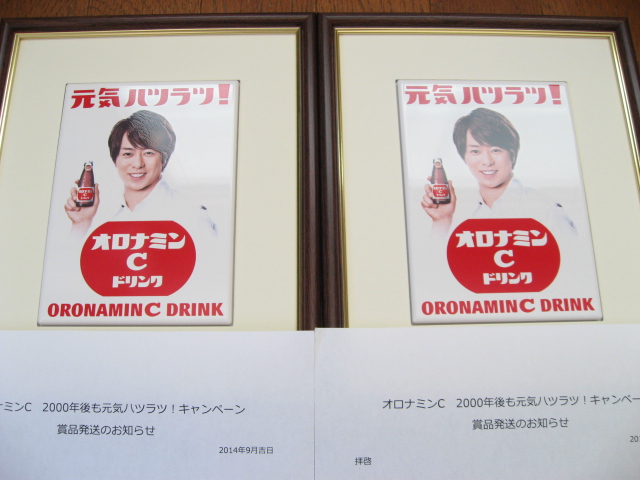 元気ハツラツ!
オロナミン
C
ドリンク
ORONAMIN C DRINK
元気ハツラツ!
オロナミン
C
ドリンク
ORONAMIN C DRINK
ナミンC 2000年後も元気ハツラツ!キャンペーン
賞品発送のお知らせ
2014年9月吉日
オロナミンC 2000年後も元気ハツラツ!キャンペー
賞品発送のお知らせ
20
拝啓